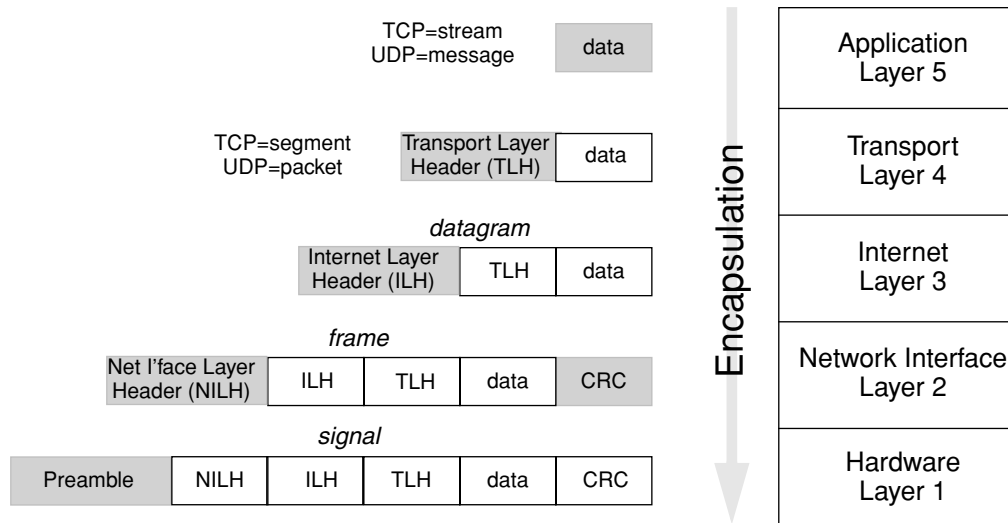 TCP=stream
UDP=message
data
Application
Layer 5
TCP=segment
UDP=packet
Transport Layer
Header (TLH)
data
Transport
Layer 4
datagram
Internet Layer
Header (ILH)
TLH
data
Internet
Layer 3
frame
Net I'face Layer
Header (NILH)
ILH
TLH
data
CRC
Network Interface
Layer 2
signal
Preamble
NILH
ILH
TLH
data
CRC
Hardware
Layer 1
Encapsulation